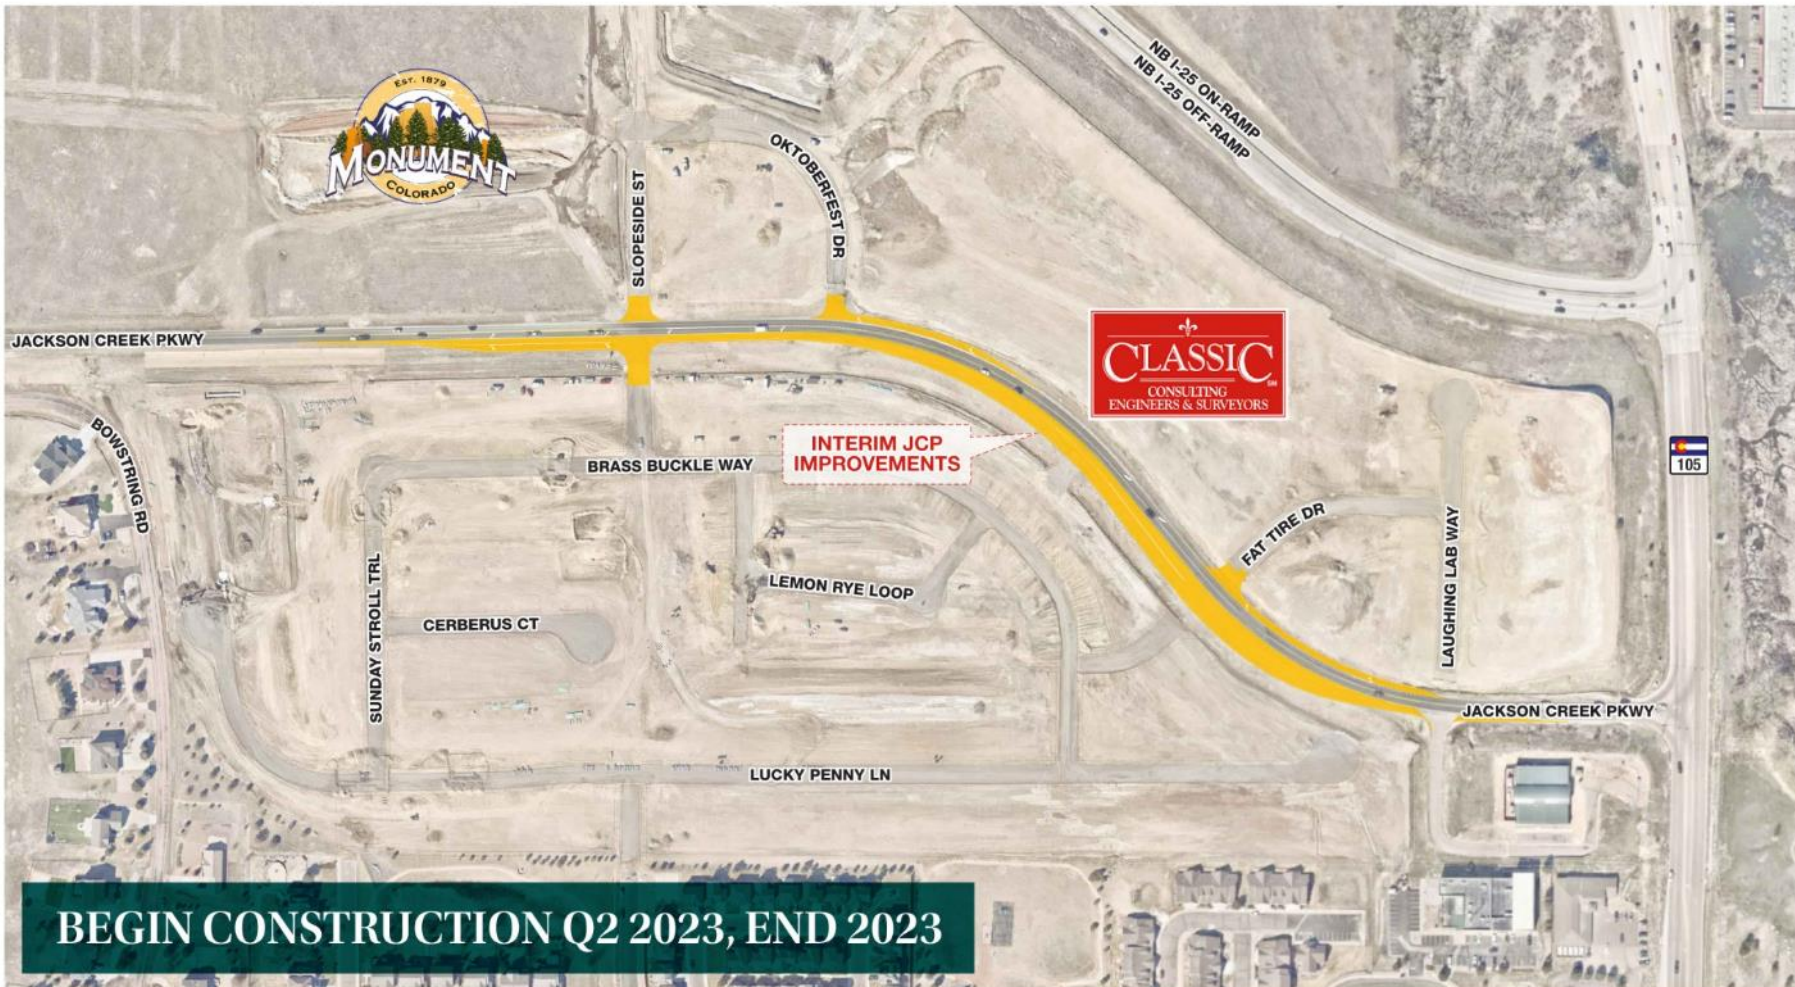 NB I-25 ON-RAMP
NB I-25 OFF-RAMP
EST. 1879
MONUMENT
COLORADO
OKTOBERFEST DR
SLOPESIDE ST
JACKSON CREEK PKWY
CLASSIC
SM
CONSULTING
ENGINEERS & SURVEYORS
BOWSTRING RD
INTERIM JCP
IMPROVEMENTS
BRASS BUCKLE WAY
105
FAT TIRE DR
LAUGHING LAB WAY
SUNDAY STROLL TRL
LEMON RYE LOOP
CERBERUS CT
JACKSON CREEK PKWY
LUCKY PENNY LN
BEGIN CONSTRUCTION Q2 2023, END 2023